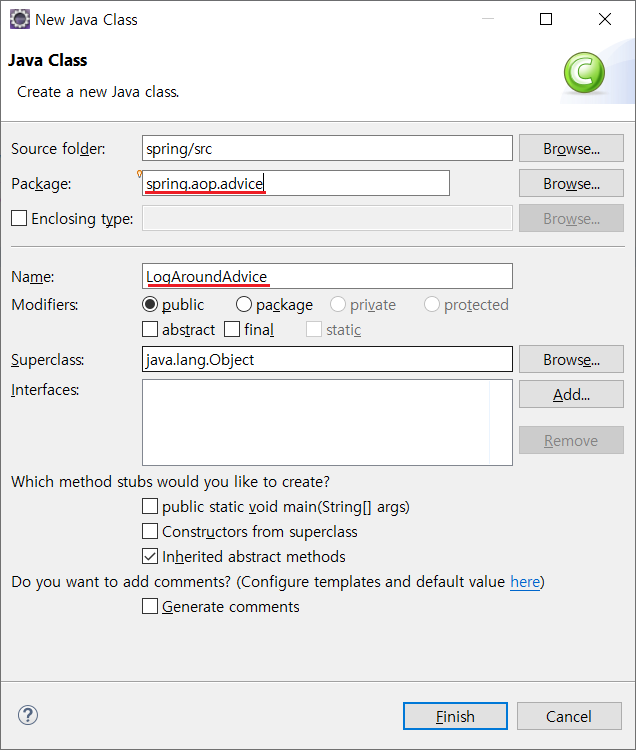 New Java Class
Java Class
Create a new Java class.
C
Source folder: spring/src Browse...
Package: spring.aop.advice Browse...
Enclosing type: Browse...
Name: LogAroundAdvice
Modifiers: public package private protected
abstract final static
Superclass: java.lang.Object Browse...
Interfaces: Add...
Remove
Which method stubs would you like to create?
public static void main(String[] args)
Constructors from superclass
Inherited abstract methods
Do you want to add comments? (Configure templates and default value here)
Generate comments
? Finish Cancel